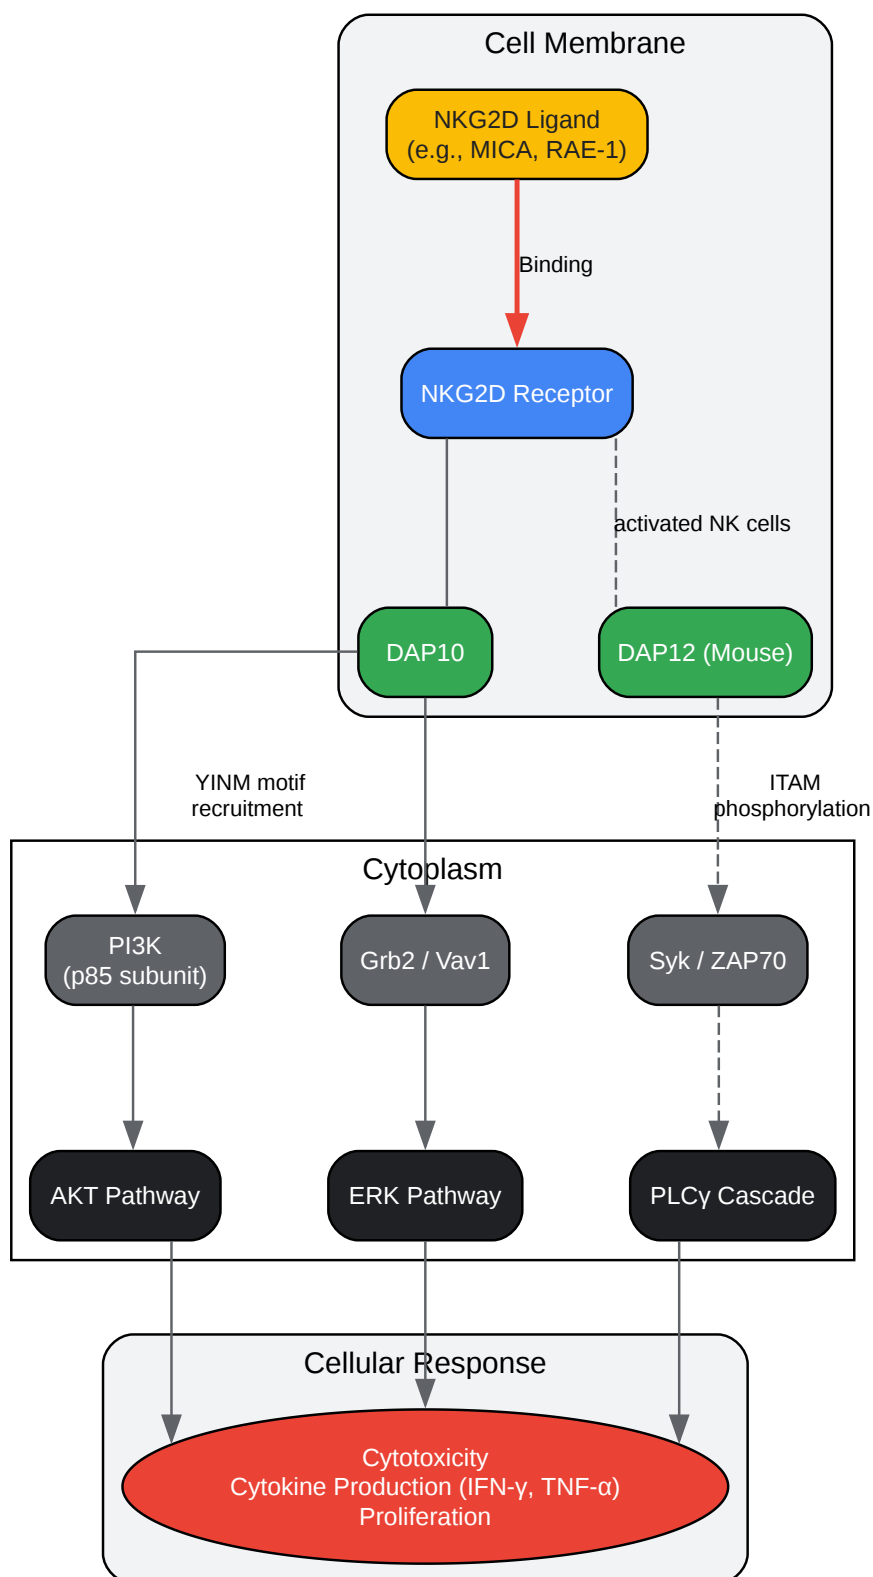 Cell Membrane
NKG2D Ligand
(e.g., MICA, RAE-1)
Binding
NKG2D Receptor
activated NK cells
DAP10
DAP12 (Mouse)
YINM motif
recruitment
ITAM
phosphorylation
Cytoplasm
PI3K
(p85 subunit)
Grb2 / Vav1
Syk / ZAP70
AKT Pathway
ERK Pathway
PLCγ Cascade
Cellular Response
Cytotoxicity
Cytokine Production (IFN-γ, TNF-α)
Proliferation